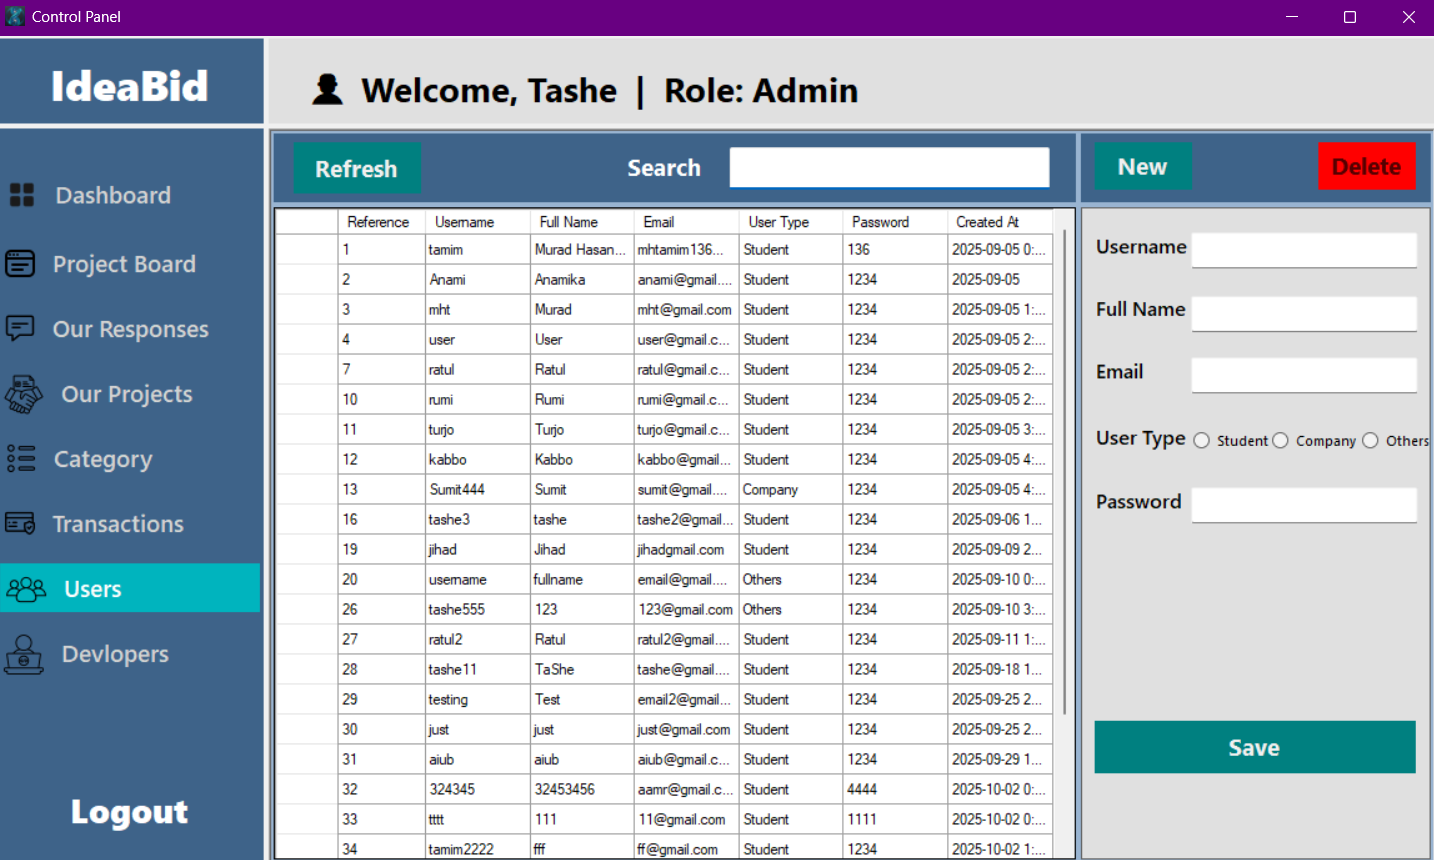 Control Panel
IdeaBid
Welcome, Tashe | Role: Admin
Dashboard
Project Board
Our Responses
Our Projects
Category
Transactions
Users
Devlopers
Logout
Refresh Search
Reference Username Full Name Email User Type Password Created At
1 tamim Murad Hasan... mhtamim136... Student 136 2025-09-05 0:...
2 Anami Anamika anami@gmail.... Student 1234 2025-09-05
3 mht Murad mht@gmail.com Student 1234 2025-09-05 1:...
4 user User user@gmail.c... Student 1234 2025-09-05 2:...
7 ratul Ratul ratul@gmail.c... Student 1234 2025-09-05 2:...
10 rumi Rumi rumi@gmail.c... Student 1234 2025-09-05 2:...
11 turjo Turjo turjo@gmail.c... Student 1234 2025-09-05 3:...
12 kabbo Kabbo kabbo@gmail... Student 1234 2025-09-05 4:...
13 Sumit444 Sumit sumit@gmail.... Company 1234 2025-09-05 4:...
16 tashe3 tashe tashe2@gmail... Student 1234 2025-09-06 1...
19 jihad Jihad jihadgmail.com Student 1234 2025-09-09 2...
20 username fullname email@gmail.... Others 1234 2025-09-10 0:...
26 tashe555 123 123@gmail.com Others 1234 2025-09-10 3:...
27 ratul2 Ratul ratul2@gmail.... Student 1234 2025-09-11 1:...
28 tashe11 TaShe tashe@gmail.... Student 1234 2025-09-18 1...
29 testing Test email2@gmail... Student 1234 2025-09-25 2...
30 just just just@gmail.com Student 1234 2025-09-25 2...
31 aiub aiub aiub@gmail.c... Student 1234 2025-09-29 1...
32 324345 32453456 aamr@gmail.c... Student 4444 2025-10-02 0:...
33 tttt 111 11@gmail.com Student 1111 2025-10-02 0:...
34 tamim2222 fff ff@gmail.com Student 1234 2025-10-02 1:...
New Delete
Username
Full Name
Email
User Type Student Company Others
Password
Save